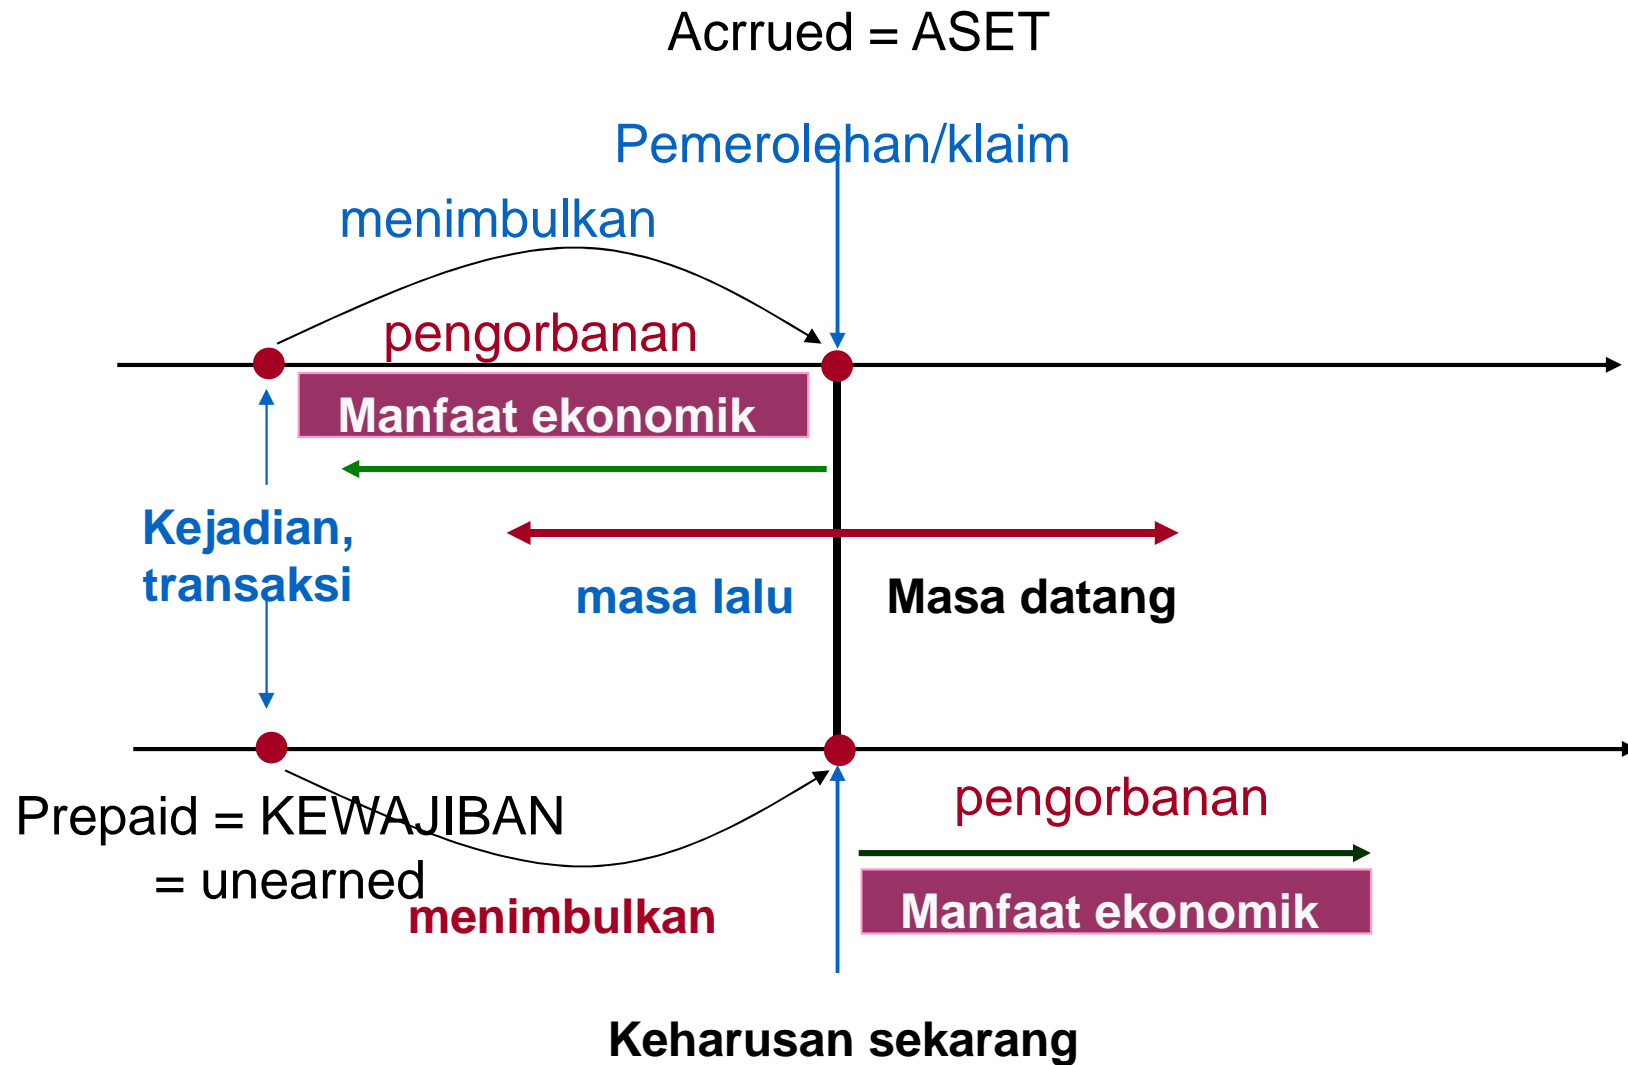 Acrrued = ASET
Pemerolehan/klaim
menimbulkan
pengorbanan
Manfaat ekonomik
Kejadian,
transaksi
masa lalu
Masa datang
Prepaid = KEWAJIBAN
= unearned
menimbulkan
pengorbanan
Manfaat ekonomik
Keharusan sekarang